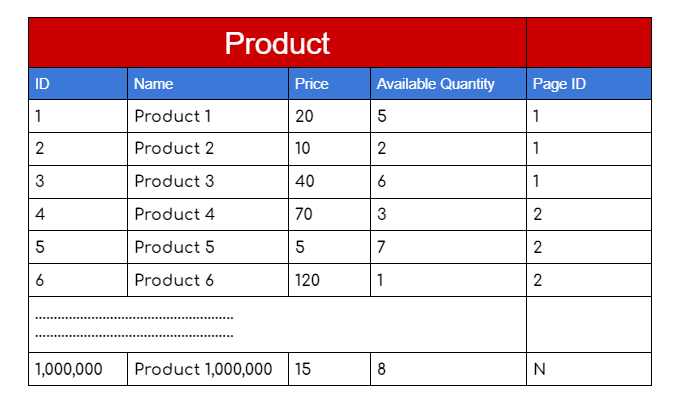 Product
ID Name Price Available Quantity Page ID
1 Product 1 20 5 1
2 Product 2 10 2 1
3 Product 3 40 6 1
4 Product 4 70 3 2
5 Product 5 5 7 2
6 Product 6 120 1 2
.....................................................
.....................................................
1,000,000 Product 1,000,000 15 8 N